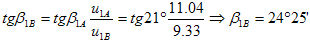 tgβ₁B = tgβ₁A u₁A/u₁B = tg21° 11.04/9.33 ⇒ β₁B = 24°25'